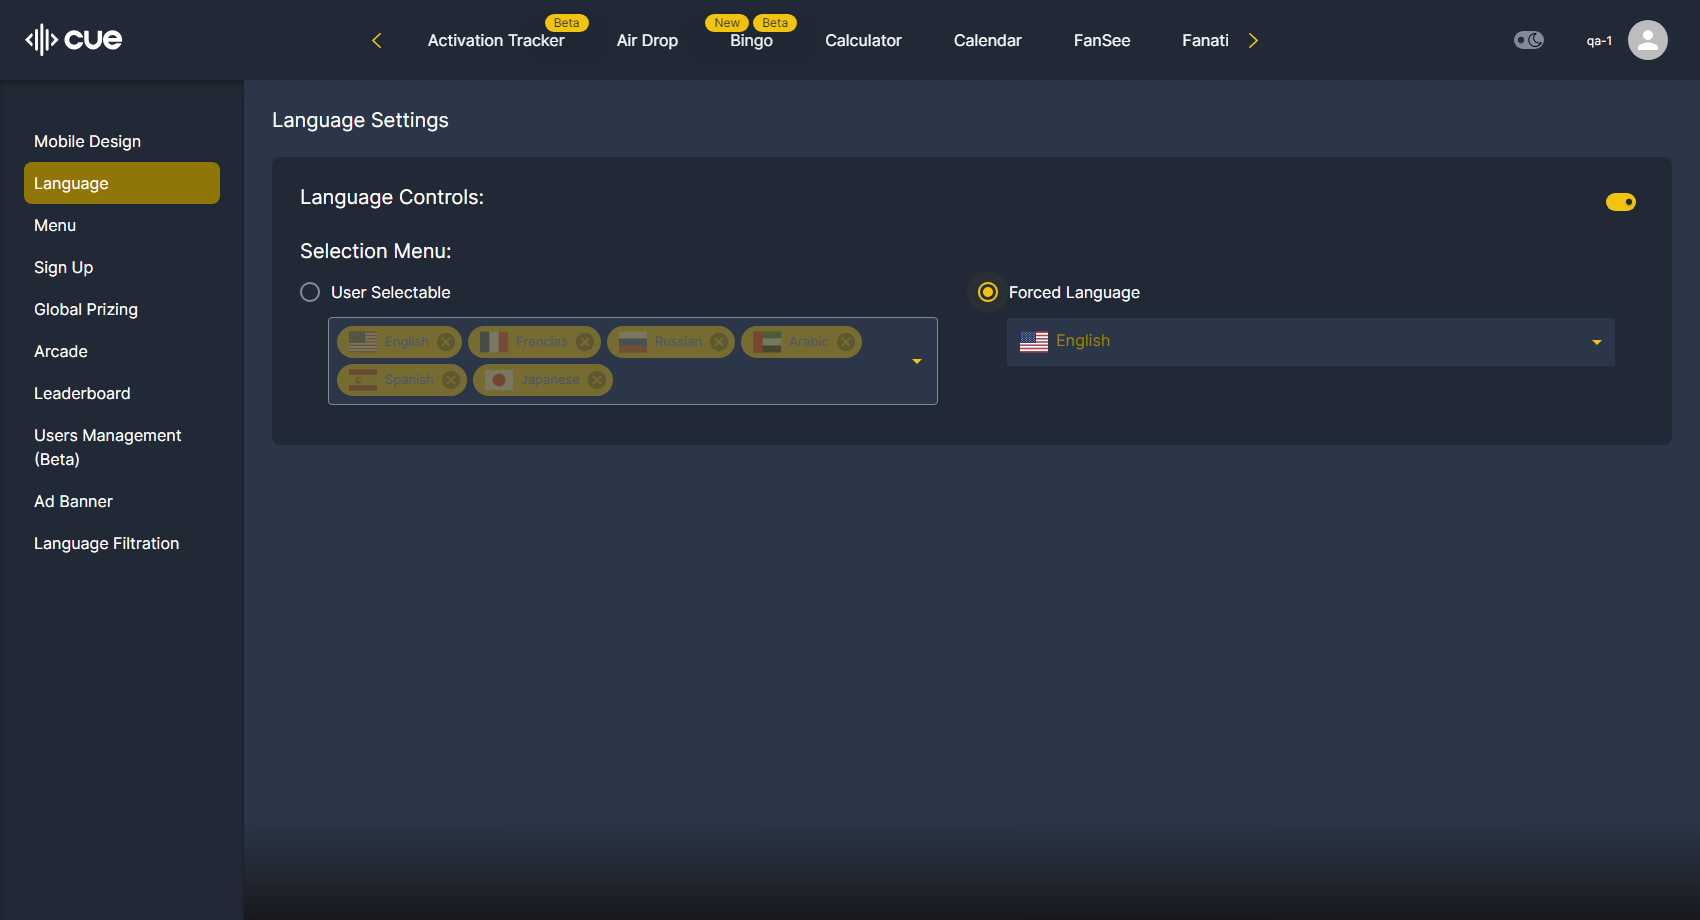 cue
Beta
New Beta
Activation Tracker Air Drop Bingo Calculator Calendar FanSee Fanati
qa-1
Mobile Design
Language
Menu
Sign Up
Global Prizing
Arcade
Leaderboard
Users Management
(Beta)
Ad Banner
Language Filtration
Language Settings
Language Controls:
Selection Menu:
User Selectable
English Francias Russian Arabic
Spanish Japanese
Forced Language
English